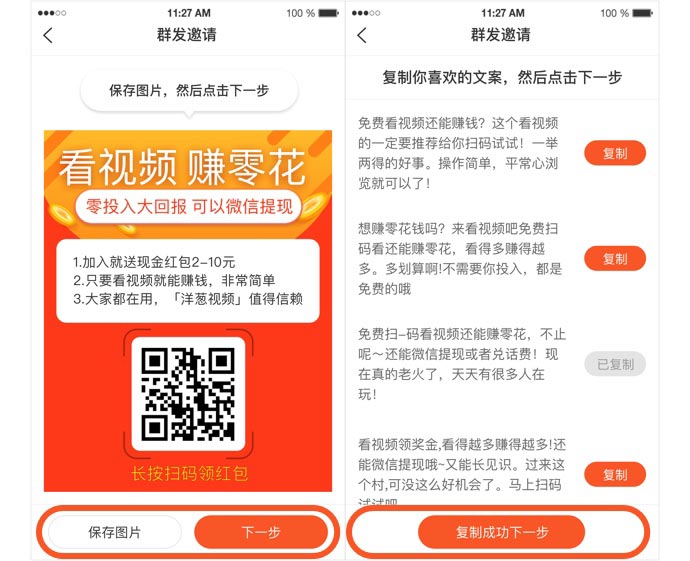 11:27 AM
100 %
群发邀请
保存图片，然后点击下一步
看视频 赚零花
零投入大回报 可以微信提现
1.加入就送现金红包2-10元
2.只要看视频就能赚钱，非常简单
3.大家都在用，「洋葱视频」值得信赖
长按扫码领红包
保存图片
下一步
11:27 AM
100 %
群发邀请
复制你喜欢的文案，然后点击下一步
免费看视频还能赚钱？这个看视频
的一定要推荐给你扫码试试！一举
两得的好事。操作简单，平常心浏
览就可以了！
复制
想赚零花钱吗？来看视频吧免费扫
码看还能赚零花，看得多赚得越
多。多划算啊!不需要你投入，都是
免费的哦
复制
免费扫-码看视频还能赚零花，不止
呢～还能微信提现或者兑话费！现
在真的老火了，天天有很多人在
玩！
已复制
看视频领奖金,看得越多赚得越多!还
能微信提现哦~又能长见识。过来这
个村,可没这么好机会了。马上扫码
试试吧
复制
复制成功下一步